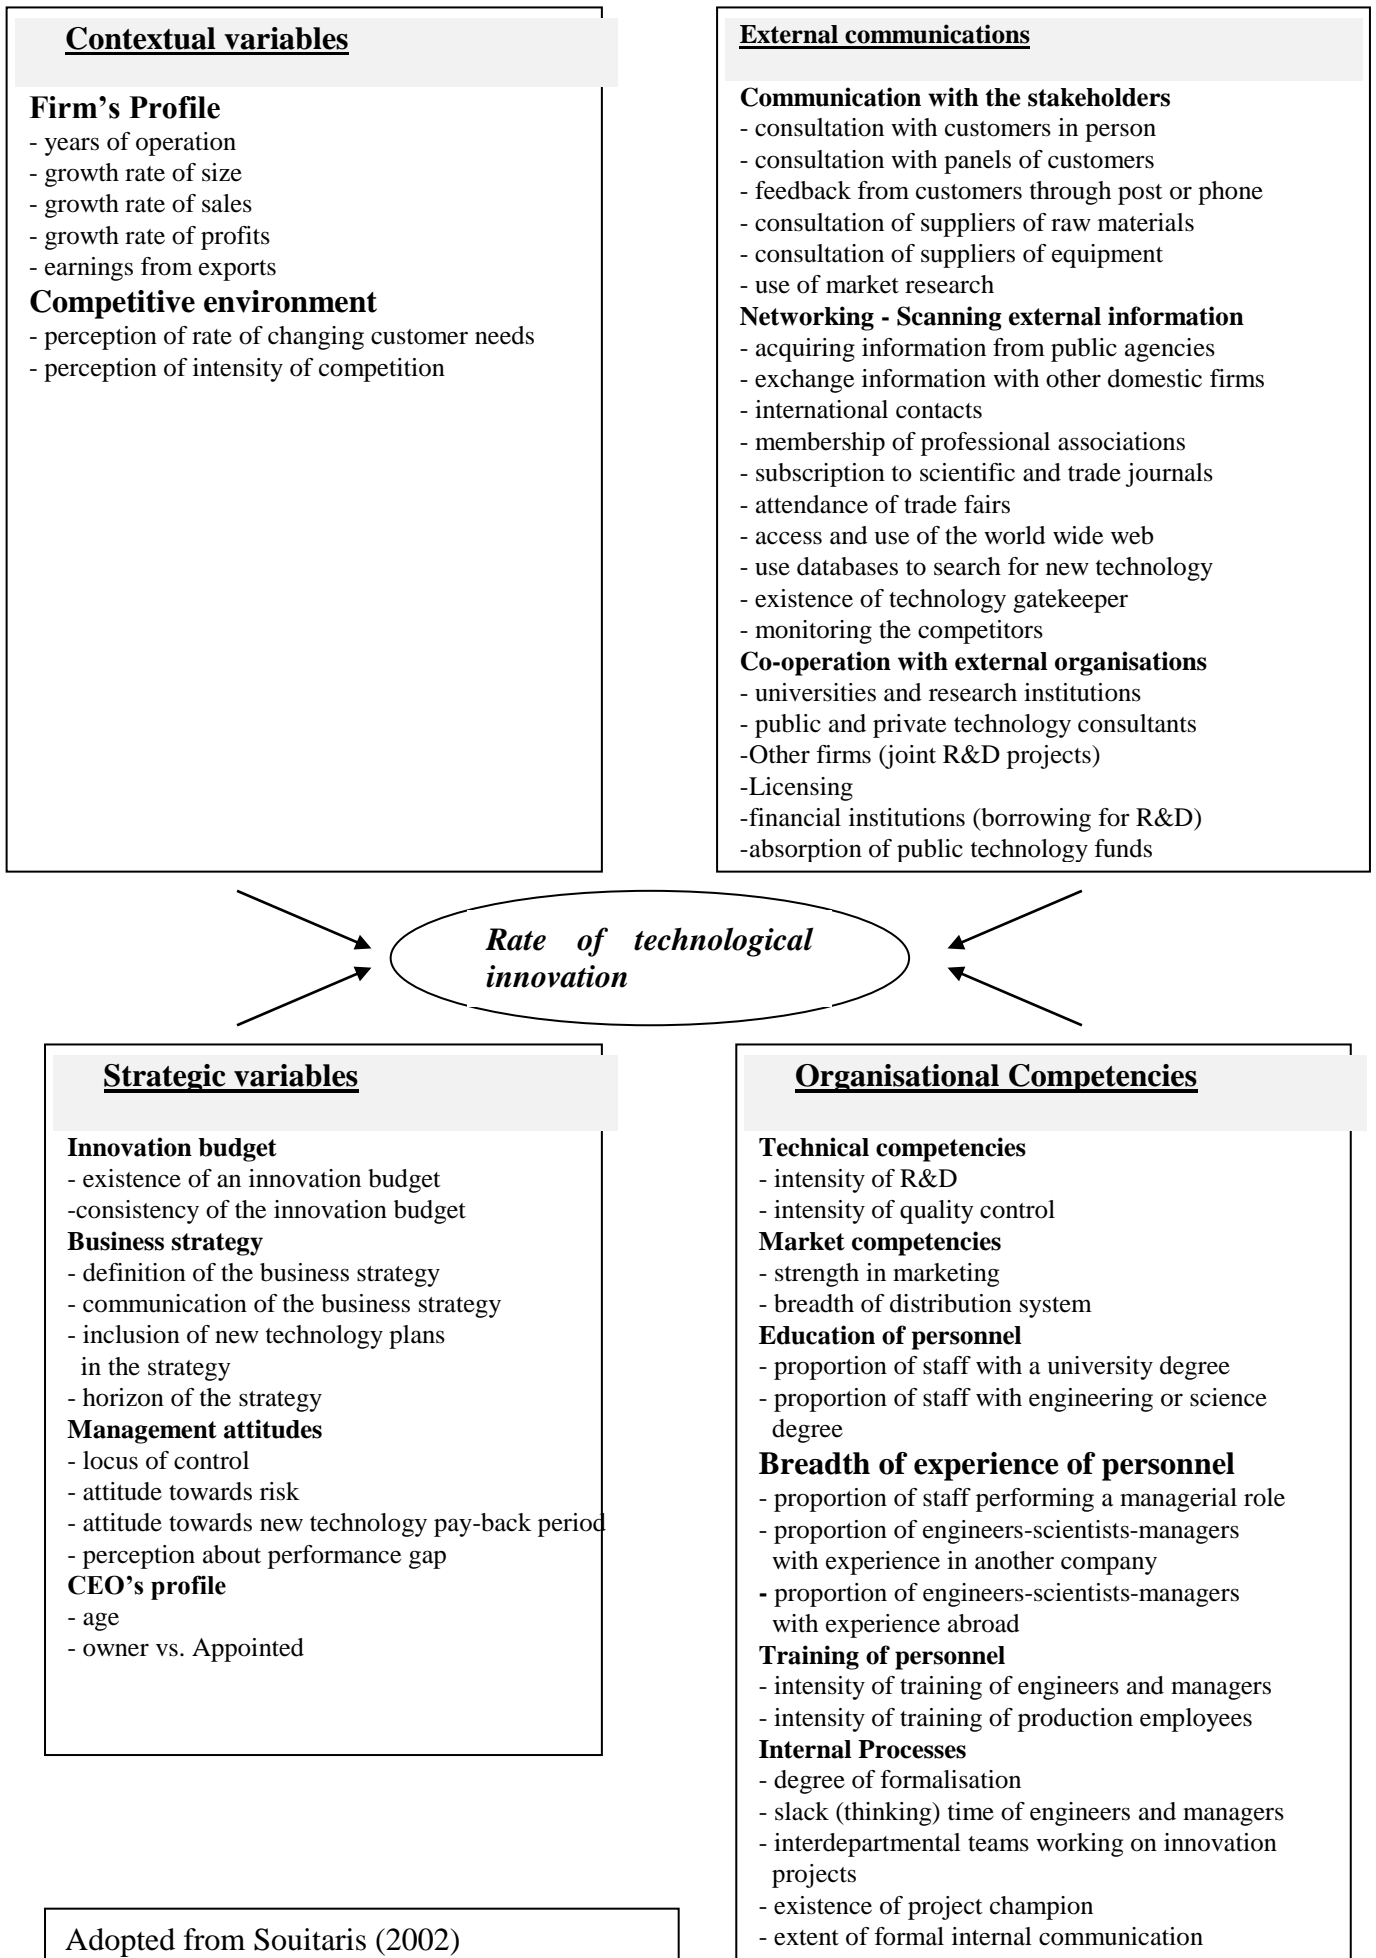 Contextual variables
Firm's Profile
- years of operation
- growth rate of size
- growth rate of sales
- growth rate of profits
- earnings from exports
Competitive environment
- perception of rate of changing customer needs
- perception of intensity of competition
External communications
Communication with the stakeholders
- consultation with customers in person
- consultation with panels of customers
- feedback from customers through post or phone
- consultation of suppliers of raw materials
- consultation of suppliers of equipment
- use of market research
Networking - Scanning external information
- acquiring information from public agencies
- exchange information with other domestic firms
- international contacts
- membership of professional associations
- subscription to scientific and trade journals
- attendance of trade fairs
- access and use of the world wide web
- use databases to search for new technology
- existence of technology gatekeeper
- monitoring the competitors
Co-operation with external organisations
- universities and research institutions
- public and private technology consultants
-Other firms (joint R&D projects)
-Licensing
-financial institutions (borrowing for R&D)
-absorption of public technology funds
Rate of technological
innovation
Strategic variables
Innovation budget
- existence of an innovation budget
-consistency of the innovation budget
Business strategy
- definition of the business strategy
- communication of the business strategy
- inclusion of new technology plans
in the strategy
- horizon of the strategy
Management attitudes
- locus of control
- attitude towards risk
- attitude towards new technology pay-back period
- perception about performance gap
CEO's profile
- age
- owner vs. Appointed
Organisational Competencies
Technical competencies
- intensity of R&D
- intensity of quality control
Market competencies
- strength in marketing
- breadth of distribution system
Education of personnel
- proportion of staff with a university degree
- proportion of staff with engineering or science
degree
Breadth of experience of personnel
- proportion of staff performing a managerial role
- proportion of engineers-scientists-managers
with experience in another company
- proportion of engineers-scientists-managers
with experience abroad
Training of personnel
- intensity of training of engineers and managers
- intensity of training of production employees
Internal Processes
- degree of formalisation
- slack (thinking) time of engineers and managers
- interdepartmental teams working on innovation
projects
- existence of project champion
- extent of formal internal communication
Adopted from Souitaris (2002)